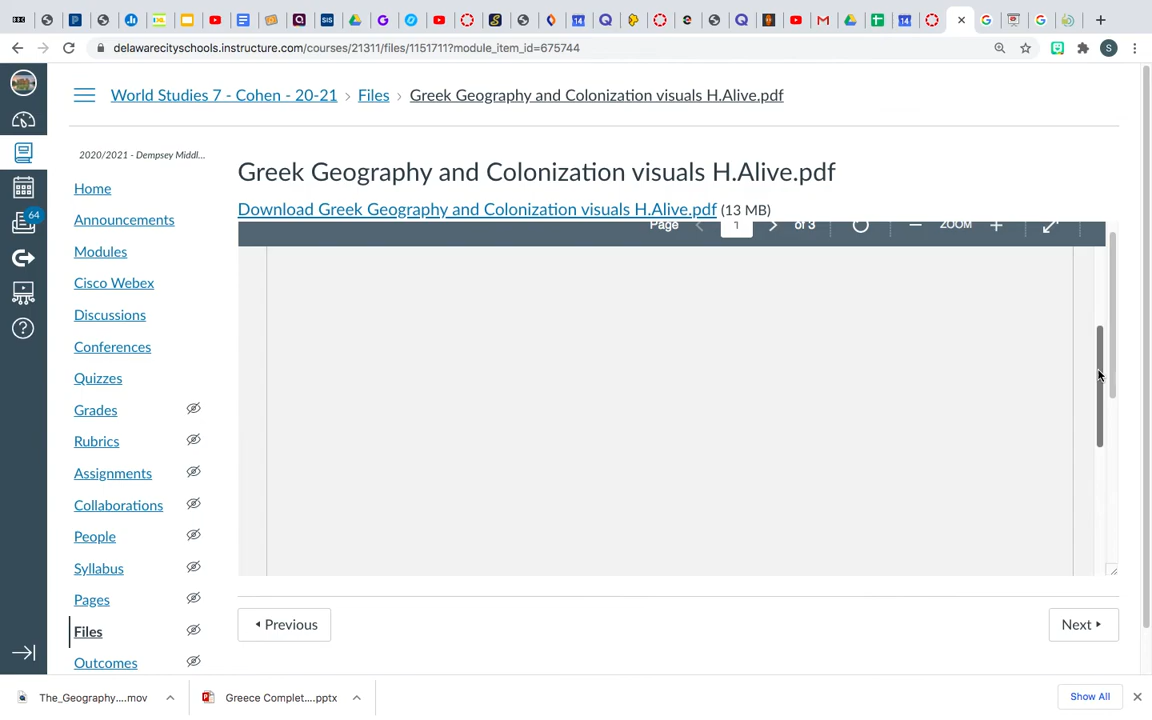 delawarecityschools.instructure.com/courses/21311/files/1151711?module_item_id=675744
S
World Studies 7 - Cohen - 20-21 › Files › Greek Geography and Colonization visuals H.Alive.pdf
2020/2021 - Dempsey Middl...
64
Home
Announcements
Modules
Cisco Webex
Discussions
Conferences
Quizzes
Grades
Rubrics
Assignments
Collaborations
People
Syllabus
Pages
Files
Outcomes
Greek Geography and Colonization visuals H.Alive.pdf
Download Greek Geography and Colonization visuals H.Alive.pdf (13 MB)
Page 1 of 3 ZOOM
Previous
Next
The_Geography....mov
Greece Complet....pptx
Show All